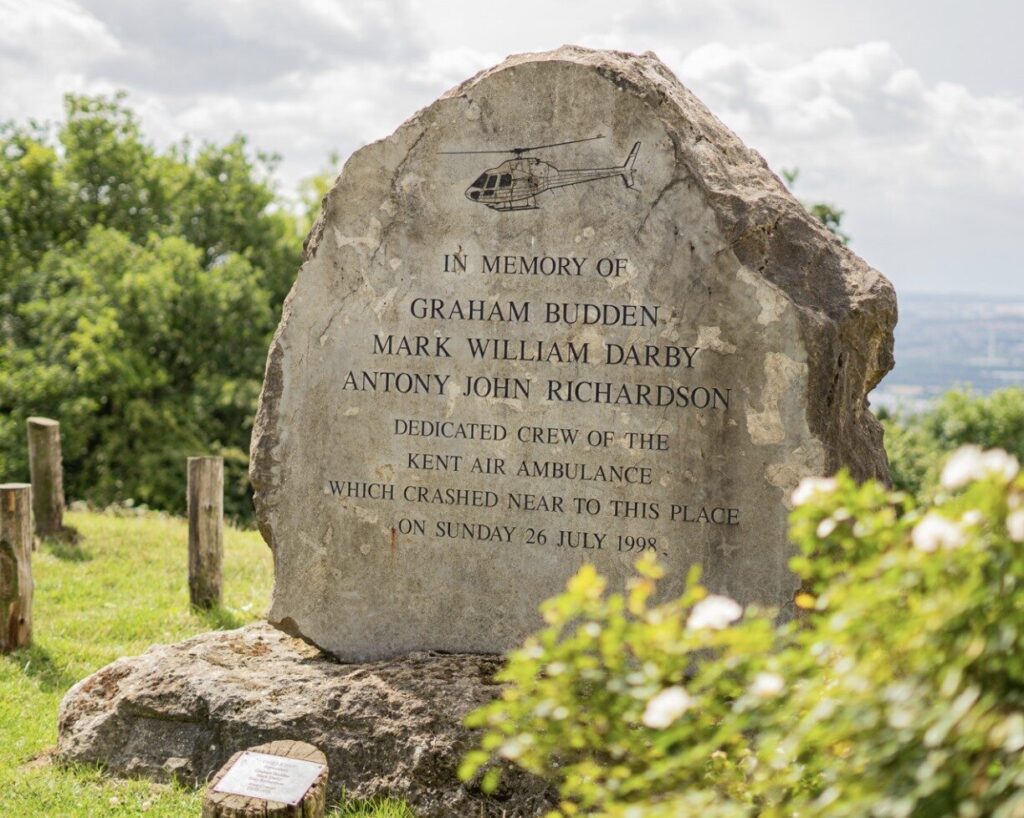 IN MEMORY OF
GRAHAM BUDDEN
MARK WILLIAM DARBY
ANTONY JOHN RICHARDSON
DEDICATED CREW OF THE
KENT AIR AMBULANCE
WHICH CRASHED NEAR TO THIS PLACE
ON SUNDAY 26 JULY 1998